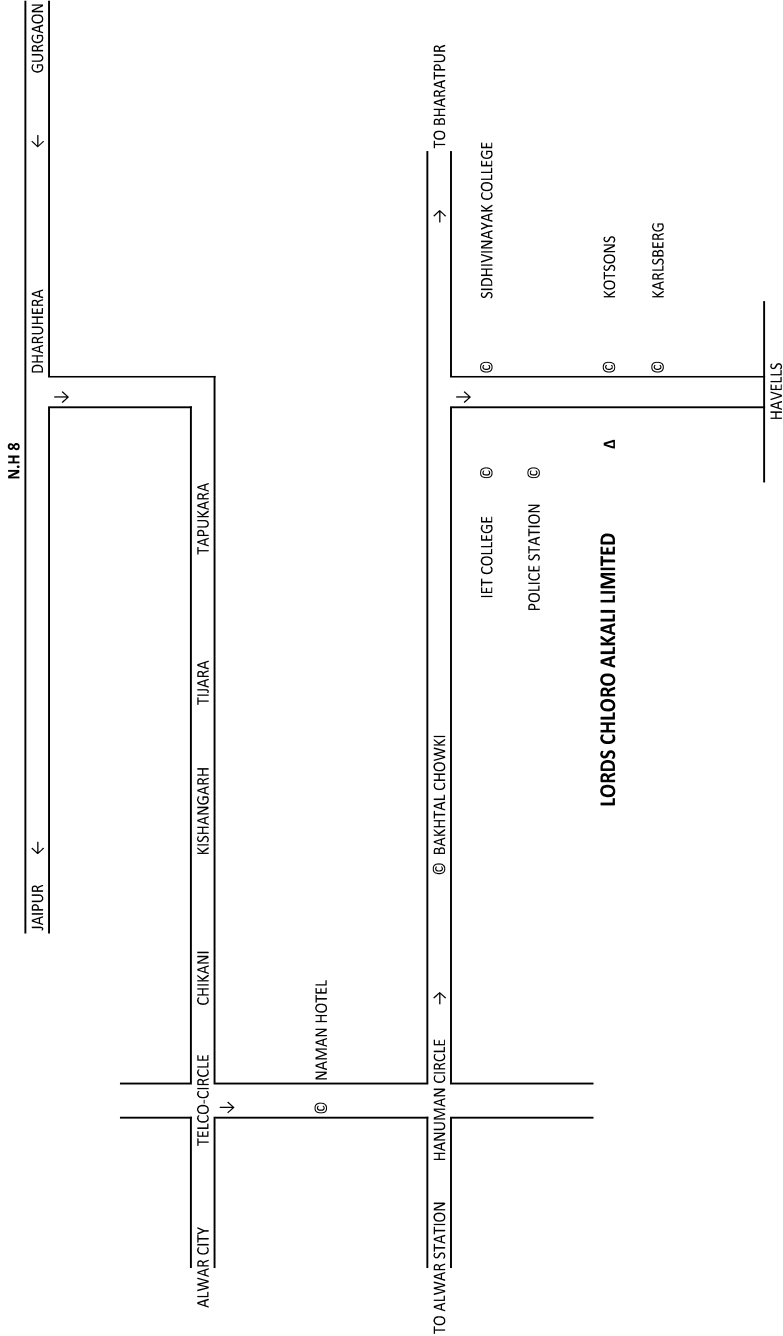 N.H 8
JAIPUR DHARUHERA GURGAON
ALWAR CITY TELCO-CIRCLE CHIKANI KISHANGARH TIJARA TAPUKARA
© NAMAN HOTEL
TO ALWAR STATION HANUMAN CIRCLE © BAKHTAL CHOWKI TO BHARATPUR
IET COLLEGE © © SIDHIVINAYAK COLLEGE
POLICE STATION ©
LORDS CHLORO ALKALI LIMITED Δ © KOTSONS
© KARLSBERG
HAVELLS